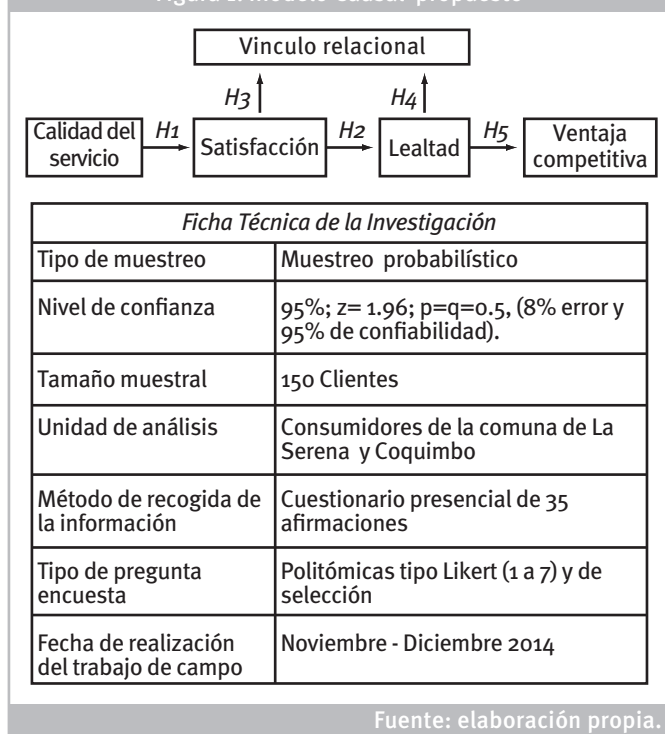 Vinculo relacional
H3 H4
Calidad del servicio H1 Satisfacción H2 Lealtad H5 Ventaja competitiva
Ficha Técnica de la Investigación
Tipo de muestreo Muestreo probabilístico
Nivel de confianza 95%; z= 1.96; p=q=0.5, (8% error y
95% de confiabilidad).
Tamaño muestral 150 Clientes
Unidad de análisis Consumidores de la comuna de La
Serena y Coquimbo
Método de recogida de Cuestionario presencial de 35
la información afirmaciones
Tipo de pregunta Politómicas tipo Likert (1 a 7) y de
encuesta selección
Fecha de realización Noviembre - Diciembre 2014
del trabajo de campo
Fuente: elaboración propia.